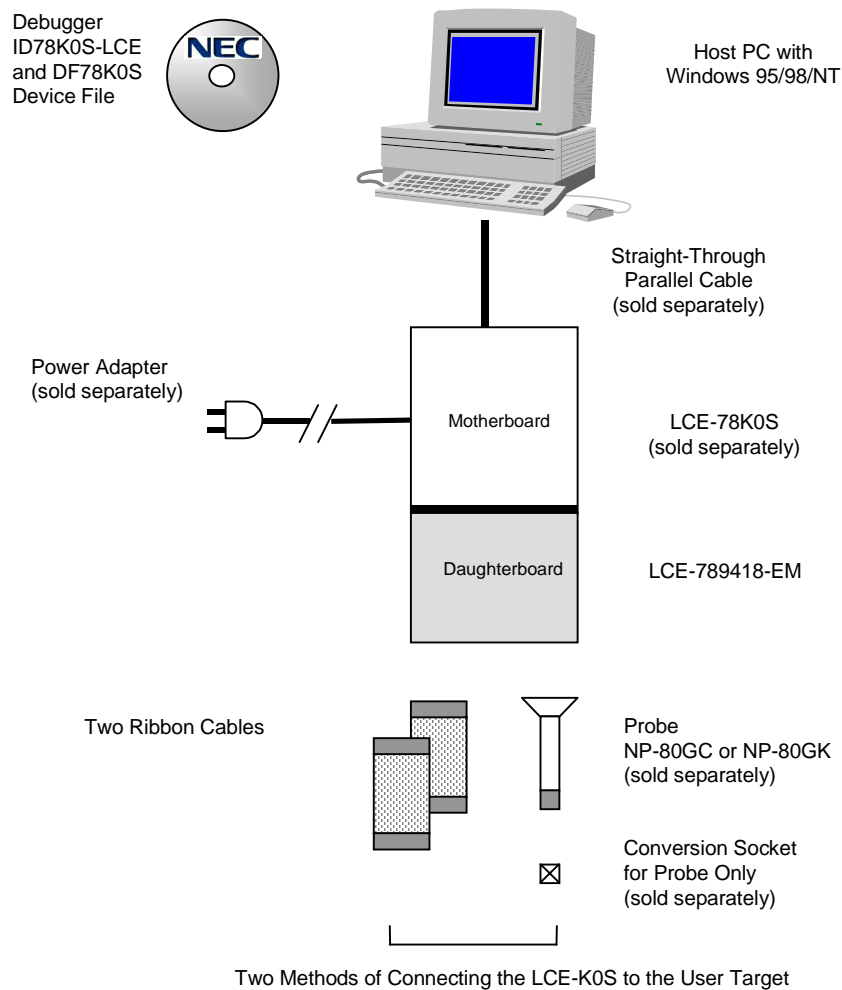 Debugger
ID78K0S-LCE
and DF78K0S
Device File
NEC
Host PC with
Windows 95/98/NT
Straight-Through
Parallel Cable
(sold separately)
Power Adapter
(sold separately)
Motherboard
LCE-78K0S
(sold separately)
Daughterboard
LCE-789418-EM
Two Ribbon Cables
Probe
NP-80GC or NP-80GK
(sold separately)
Conversion Socket
for Probe Only
(sold separately)
Two Methods of Connecting the LCE-K0S to the User Target